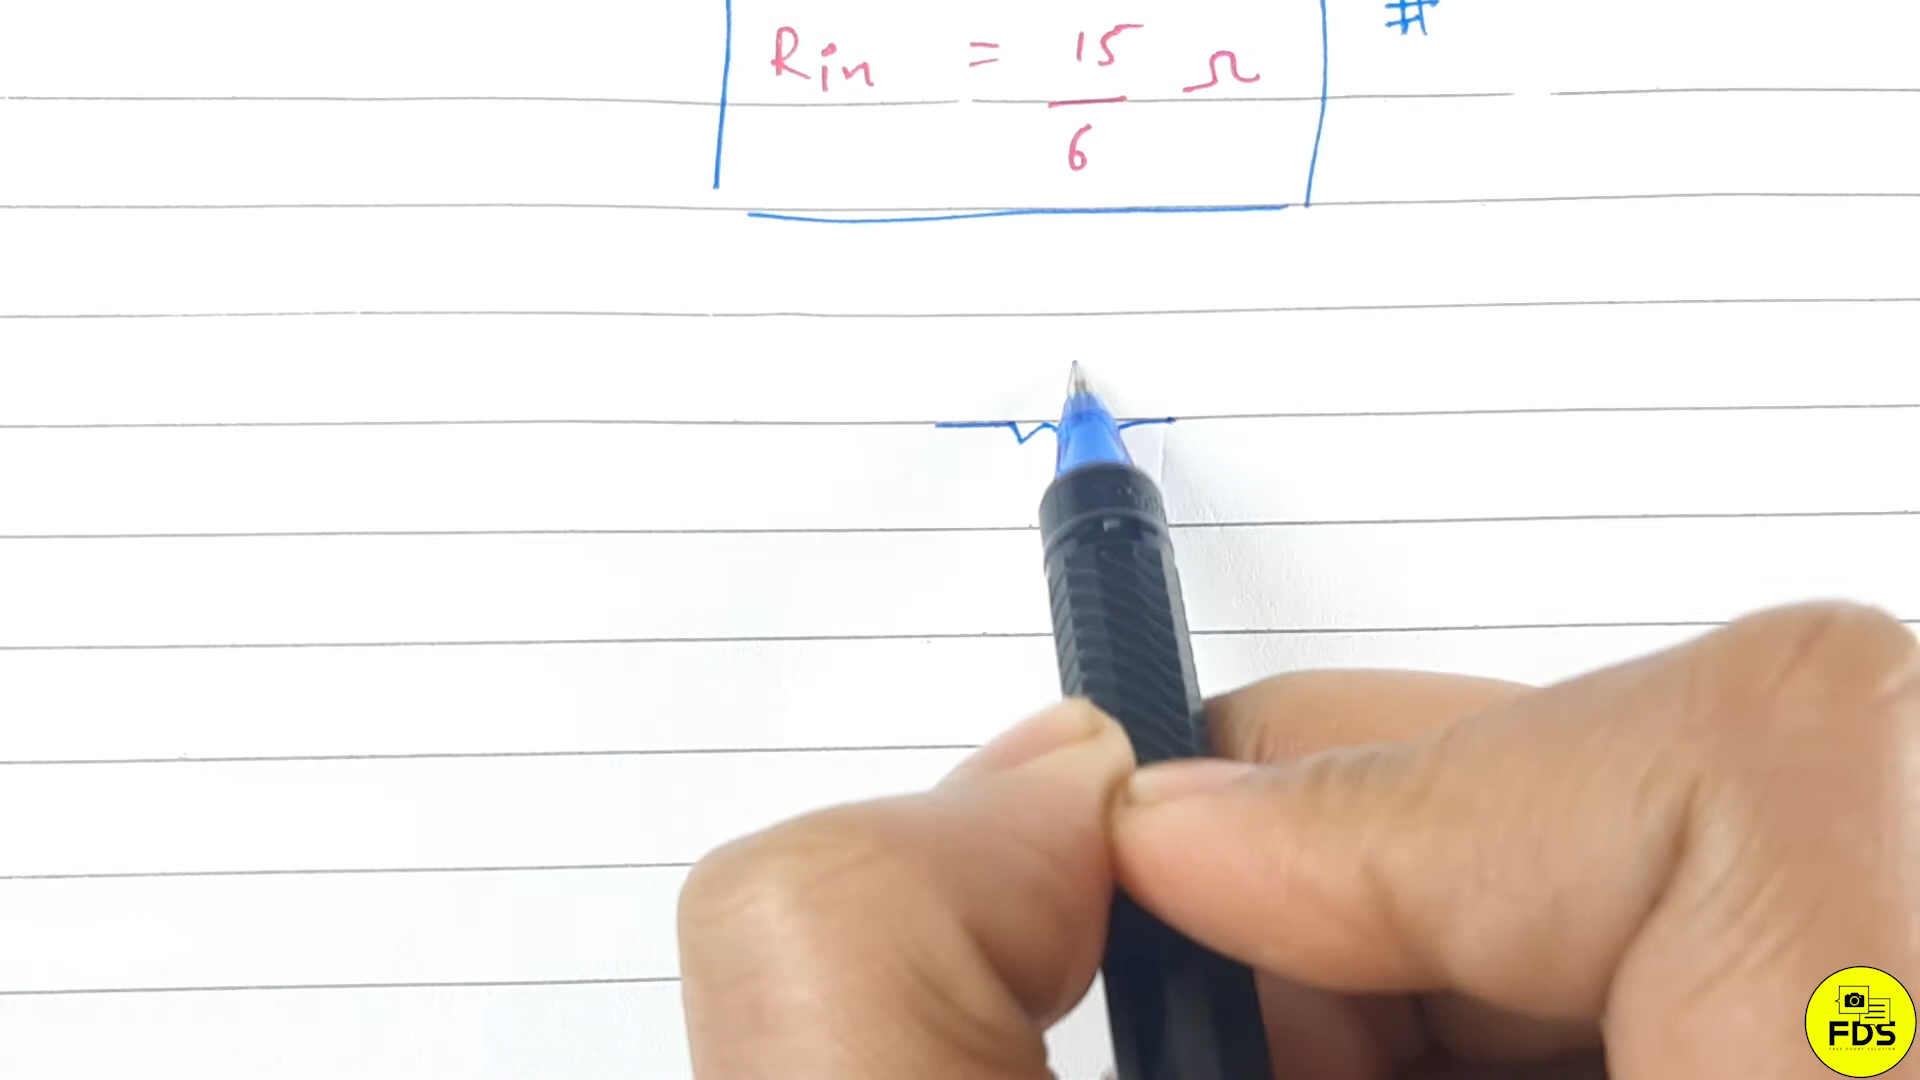 #
Rin = 15/6 Ω
FDS